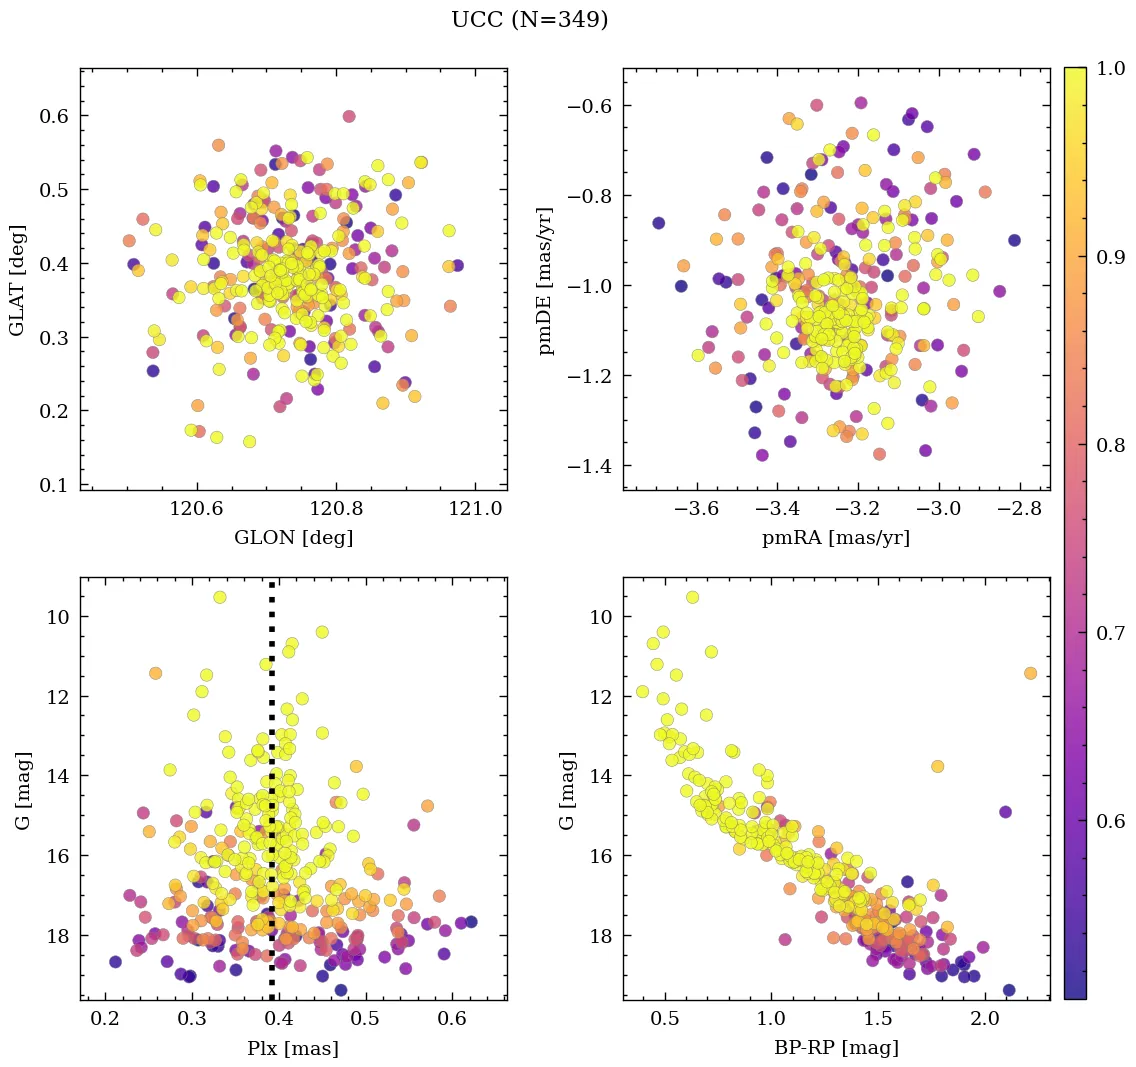 UCC (N=349)
0.6
0.5
0.4
0.3
0.2
0.1
GLAT [deg]
120.6 120.8 121.0
GLON [deg]
−0.6
−0.8
−1.0
−1.2
−1.4
pmDE [mas/yr]
−3.6 −3.4 −3.2 −3.0 −2.8
pmRA [mas/yr]
1.0
0.9
0.8
0.7
0.6
10
12
14
16
18
G [mag]
0.2 0.3 0.4 0.5 0.6
Plx [mas]
10
12
14
16
18
G [mag]
0.5 1.0 1.5 2.0
BP-RP [mag]